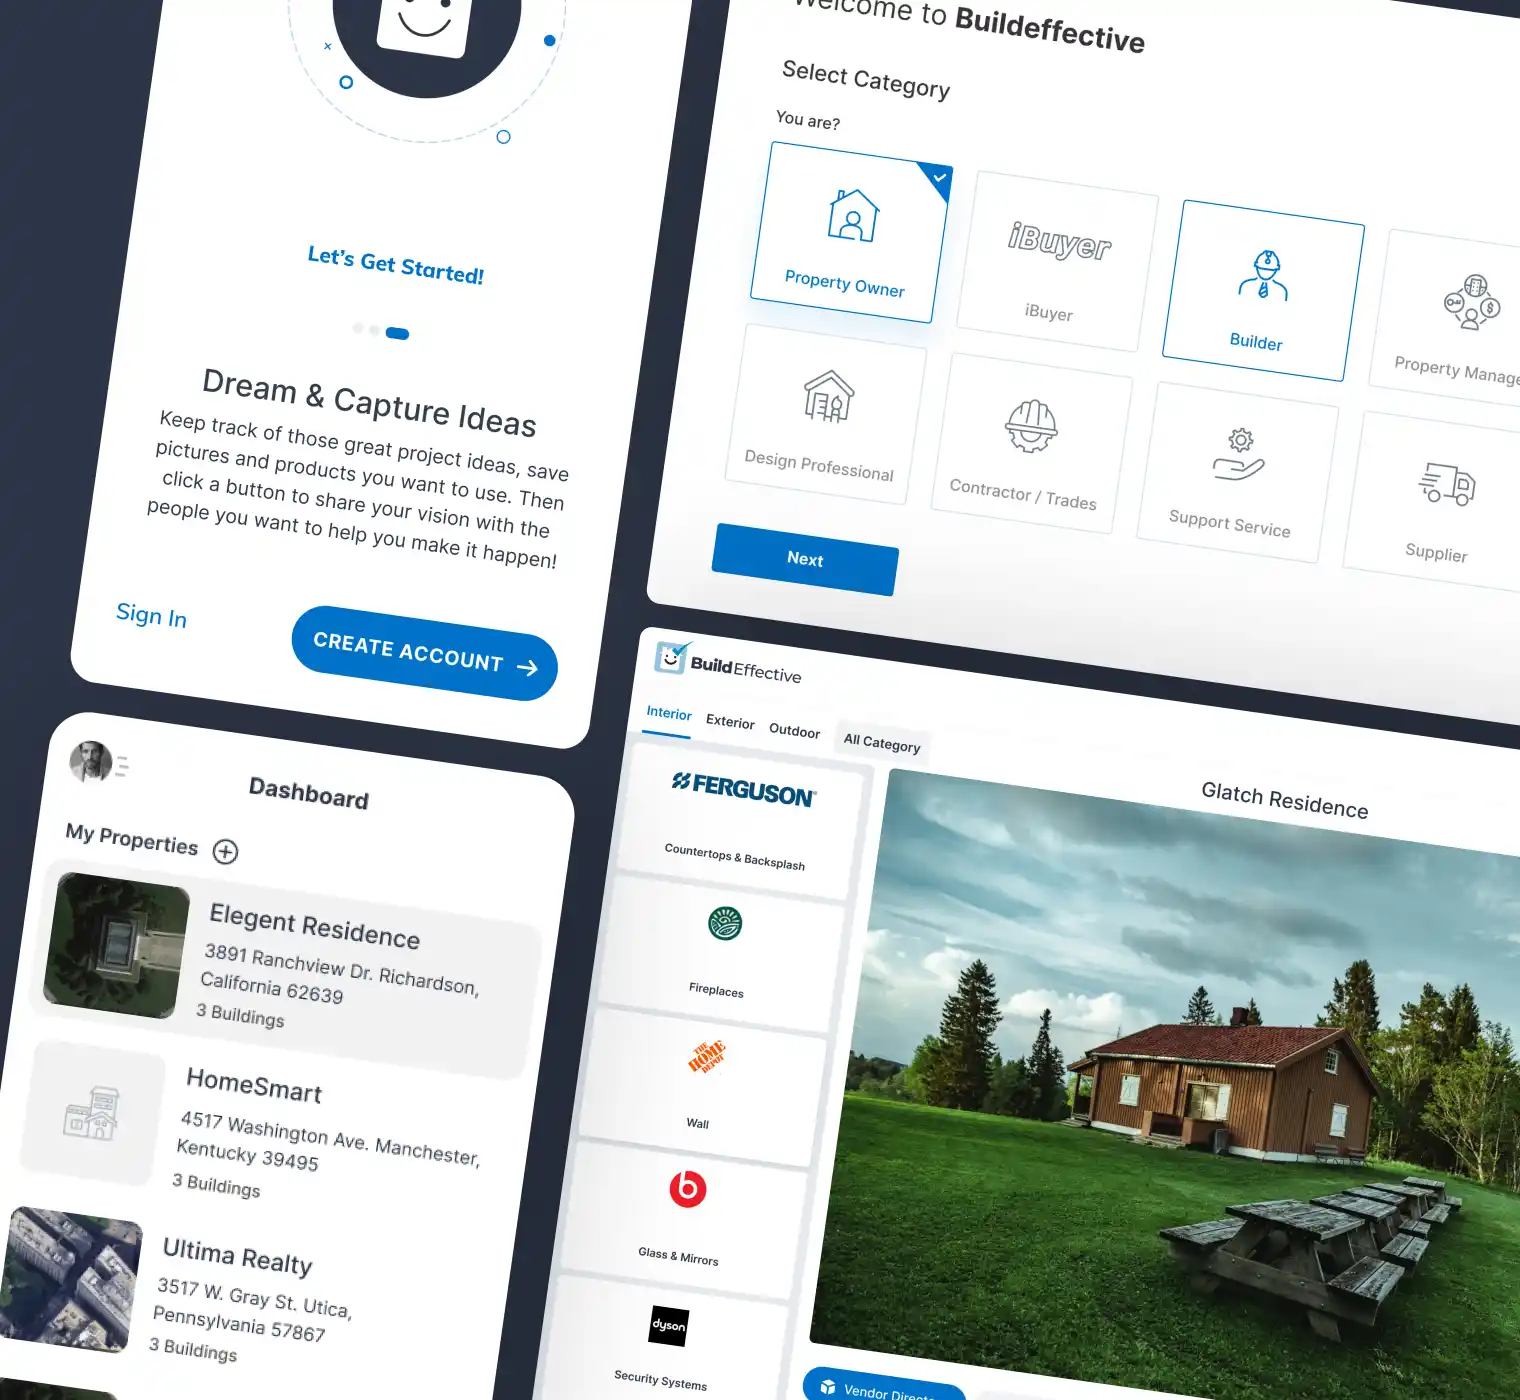 Let's Get Started!
Dream & Capture Ideas
Keep track of those great project ideas, save
pictures and products you want to use. Then
click a button to share your vision with the
people you want to help you make it happen!
Sign In
CREATE ACCOUNT
Welcome to Buildeffective
Select Category
You are?
Property Owner
iBuyer
iBuyer
Builder
Property Manage
Design Professional
Contractor / Trades
Support Service
Supplier
Next
Dashboard
My Properties
Elegent Residence
3891 Ranchview Dr. Richardson,
California 62639
3 Buildings
HomeSmart
4517 Washington Ave. Manchester,
Kentucky 39495
3 Buildings
Ultima Realty
3517 W. Gray St. Utica,
Pennsylvania 57867
3 Buildings
BuildEffective
Interior
Exterior
Outdoor
All Category
FERGUSON
Countertops & Backsplash
Fireplaces
THE
HOME
DEPOT
Wall
b
Glass & Mirrors
dyson
Security Systems
Glatch Residence
Vendor Direct